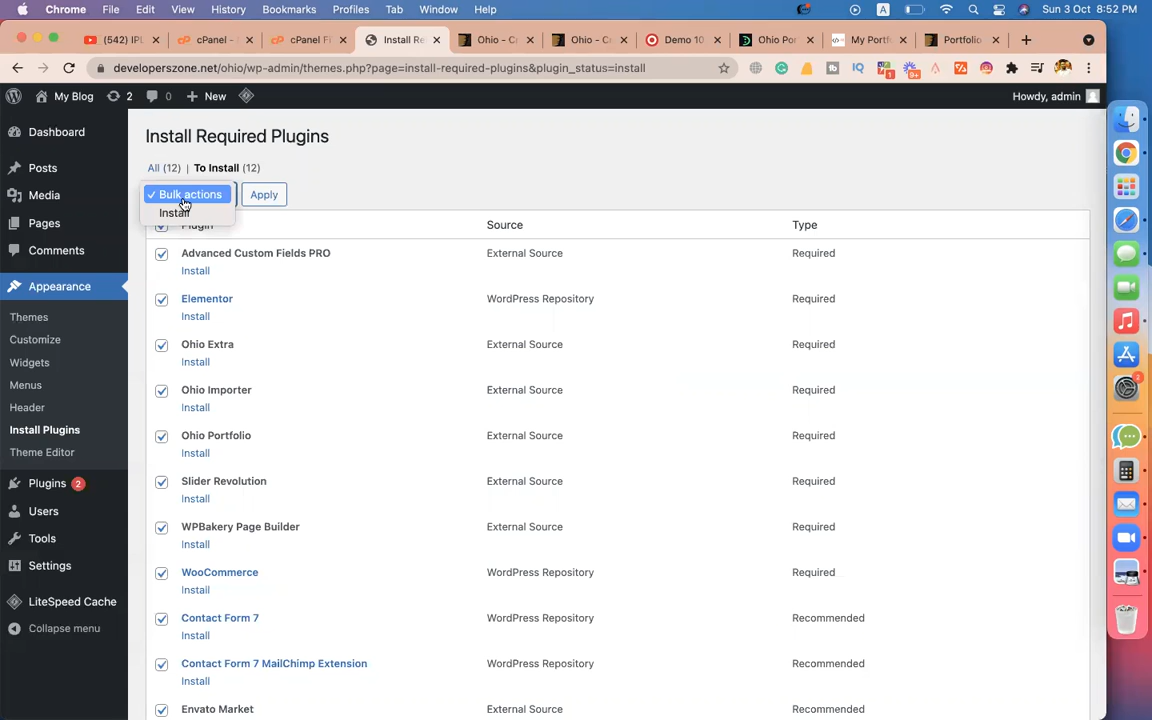 Chrome File Edit View History Bookmarks Profiles Tab Window Help A Sun 3 Oct 8:52 PM
(542) IPL cPanel - cPanel Fi Install Re Ohio - C Ohio - C Demo 10 Ohio Por My Portf Portfolio
developerszone.net/ohio/wp-admin/themes.php?page=install-required-plugins&plugin_status=install IQ 1 9+
My Blog 2 0 New Howdy, admin
Dashboard
Posts
Media
Pages
Comments
Appearance
Themes
Customize
Widgets
Menus
Header
Install Plugins
Theme Editor
Plugins 2
Users
Tools
Settings
LiteSpeed Cache
Collapse menu
Install Required Plugins
All (12) | To Install (12)
Bulk actions Apply
Install
Plugin Source Type
Advanced Custom Fields PRO External Source Required
Install
Elementor WordPress Repository Required
Install
Ohio Extra External Source Required
Install
Ohio Importer External Source Required
Install
Ohio Portfolio External Source Required
Install
Slider Revolution External Source Required
Install
WPBakery Page Builder External Source Required
Install
WooCommerce WordPress Repository Required
Install
Contact Form 7 WordPress Repository Recommended
Install
Contact Form 7 MailChimp Extension WordPress Repository Recommended
Install
Envato Market External Source Recommended